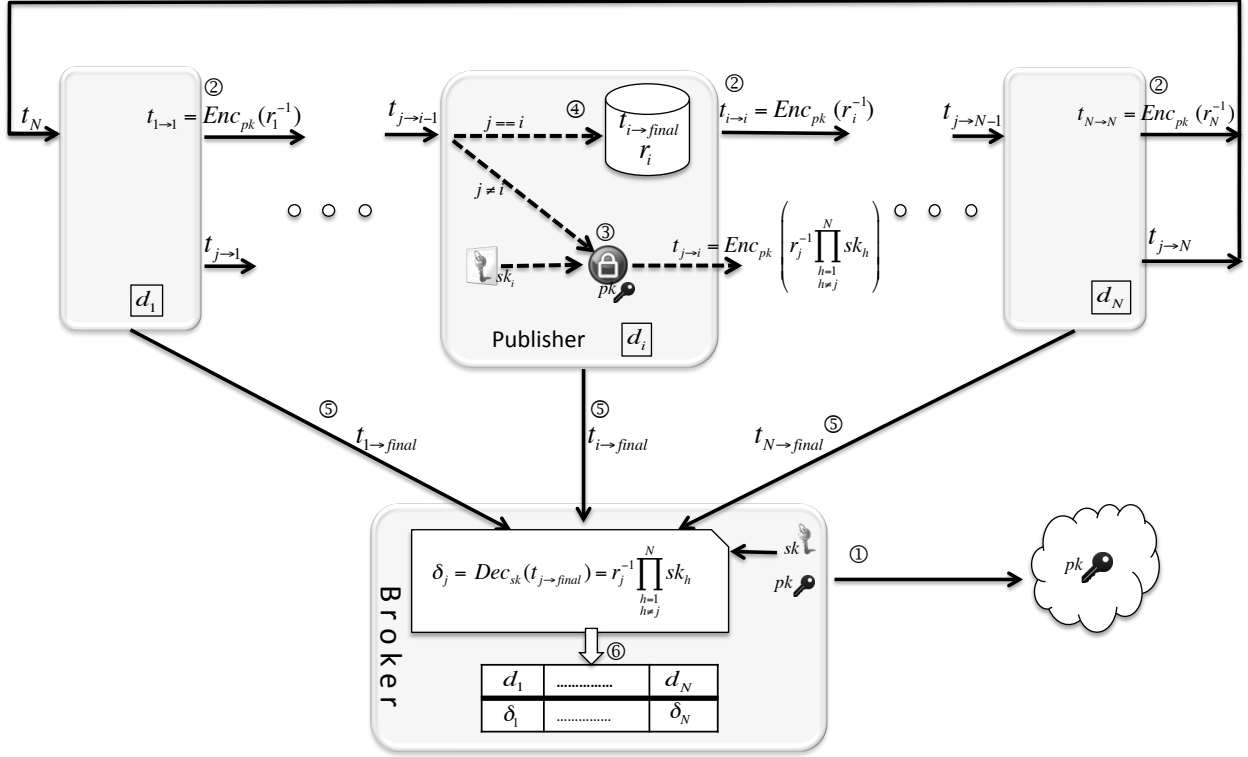 ②
②
②
t_N
t_{1→1} = Enc_{pk}(r_1^{-1})
t_{j→i-1}
j == i
④
t_{i→final}
r_i
t_{i→i} = Enc_{pk} (r_i^{-1})
t_{j→N-1}
t_{N→N} = Enc_{pk} (r_N^{-1})
j ≠ i
t_{j→1}
③
sk_i
pk
t_{j→i} = Enc_{pk} ( r_j^{-1} ∏_{h=1, h≠j}^{N} sk_h )
t_{j→N}
d_1
Publisher d_i
d_N
⑤
⑤
⑤
t_{1→final}
t_{i→final}
t_{N→final}
Broker
δ_j = Dec_{sk}(t_{j→final}) = r_j^{-1} ∏_{h=1, h≠j}^{N} sk_h
sk
pk
①
pk
⑥
d_1 ............... d_N
δ_1 .............. δ_N